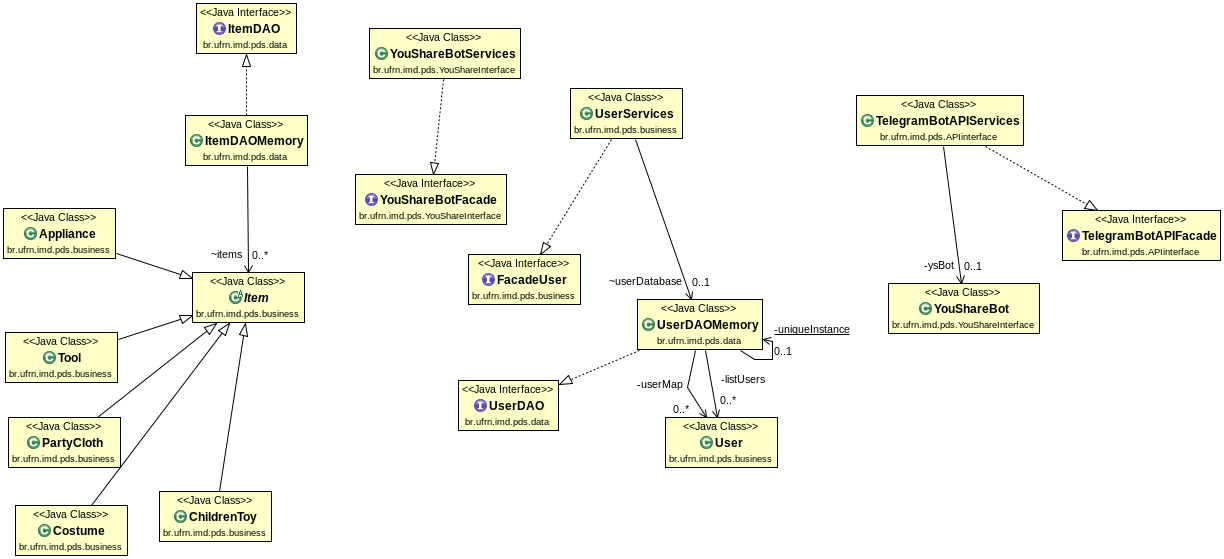 <<Java Interface>>
ItemDAO
br.ufrn.imd.pds.data
<<Java Class>>
YouShareBotServices
br.ufrn.imd.pds.YouShareInterface
<<Java Class>>
UserServices
br.ufrn.imd.pds.business
<<Java Class>>
TelegramBotAPIServices
br.ufrn.imd.pds.APIinterface
<<Java Class>>
ItemDAOMemory
br.ufrn.imd.pds.data
<<Java Interface>>
YouShareBotFacade
br.ufrn.imd.pds.YouShareInterface
<<Java Class>>
Appliance
br.ufrn.imd.pds.business
~items 0..*
<<Java Interface>>
TelegramBotAPIFacade
br.ufrn.imd.pds.APIinterface
<<Java Interface>>
FacadeUser
br.ufrn.imd.pds.business
-ysBot 0..1
<<Java Class>>
Item
br.ufrn.imd.pds.business
~userDatabase 0..1
<<Java Class>>
YouShareBot
br.ufrn.imd.pds.YouShareInterface
<<Java Class>>
UserDAOMemory
br.ufrn.imd.pds.data
-uniqueInstance
0..1
<<Java Class>>
Tool
br.ufrn.imd.pds.business
<<Java Interface>>
UserDAO
br.ufrn.imd.pds.data
-userMap
0..*
-listUsers
0..*
<<Java Class>>
PartyCloth
br.ufrn.imd.pds.business
<<Java Class>>
User
br.ufrn.imd.pds.business
<<Java Class>>
Costume
br.ufrn.imd.pds.business
<<Java Class>>
ChildrenToy
br.ufrn.imd.pds.business